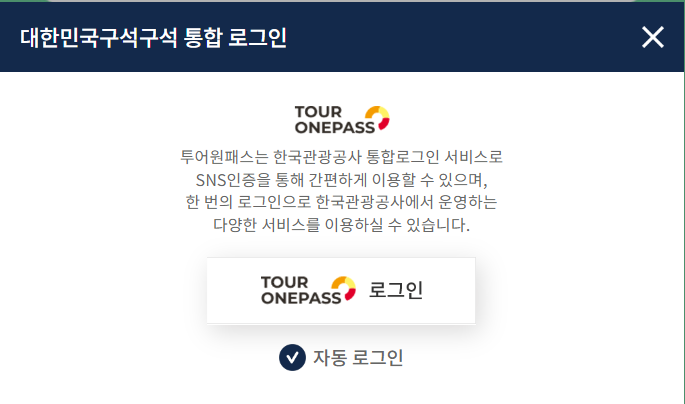 대한민국구석구석 통합 로그인
TOUR
ONEPASS
투어원패스는 한국관광공사 통합로그인 서비스로
SNS인증을 통해 간편하게 이용할 수 있으며,
한 번의 로그인으로 한국관광공사에서 운영하는
다양한 서비스를 이용하실 수 있습니다.
TOUR
ONEPASS 로그인
자동 로그인